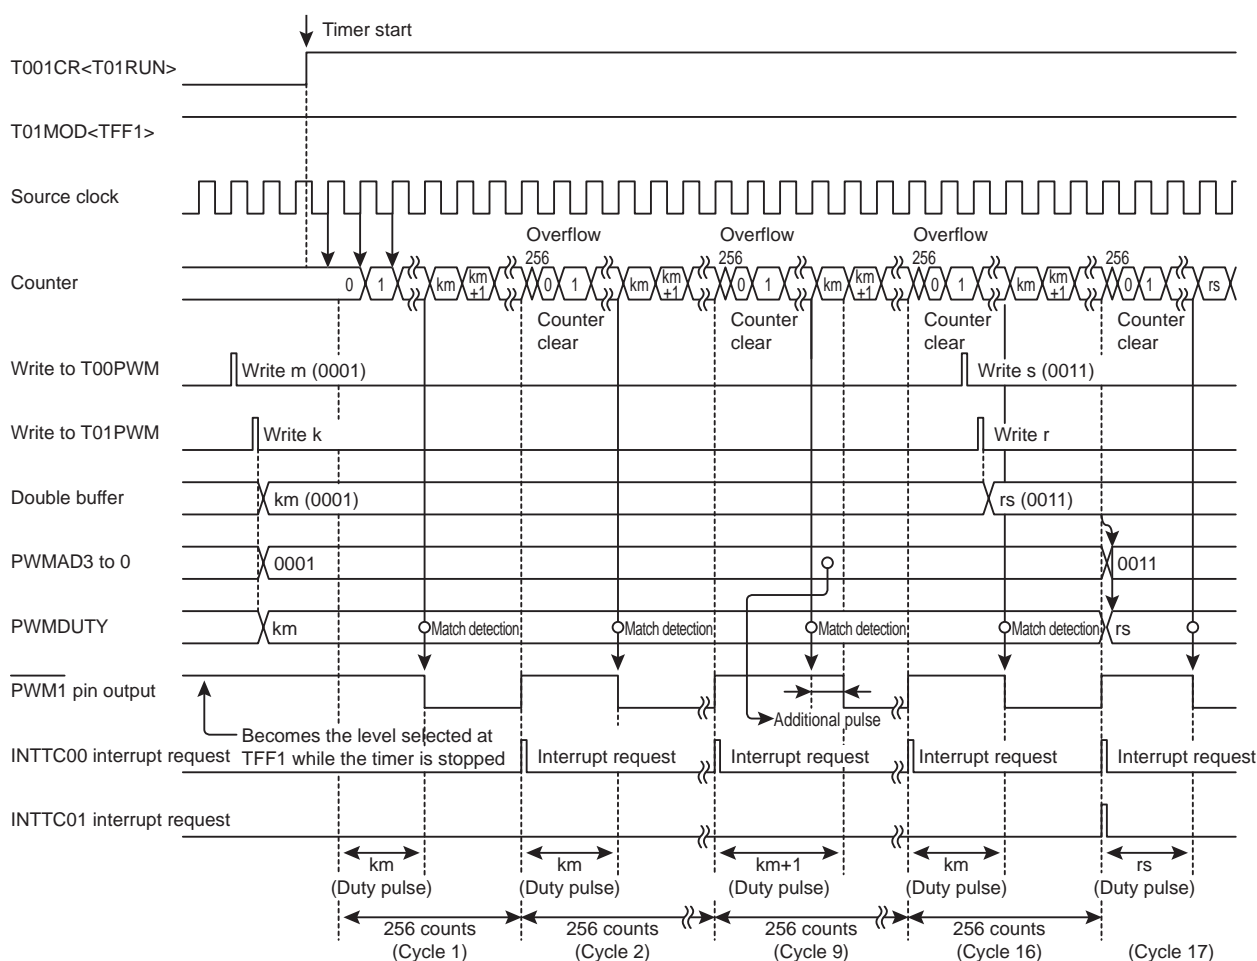 Timer start
T001CR<T01RUN>
T01MOD<TFF1>
Source clock
Overflow Overflow Overflow
256 256 256 256
Counter 0 1 km km+1 0 1 km km+1 0 1 km km+1 0 1 km km+1 0 1 rs
Counter clear Counter clear Counter clear Counter clear
Write to T00PWM Write m (0001) Write s (0011)
Write to T01PWM Write k Write r
Double buffer km (0001) rs (0011)
PWMAD3 to 0 0001 0011
PWMDUTY km Match detection Match detection Match detection Match detection rs
PWM1 pin output
Additional pulse
Becomes the level selected at
TFF1 while the timer is stopped
INTTC00 interrupt request Interrupt request Interrupt request Interrupt request Interrupt request
INTTC01 interrupt request
km km km+1 km rs
(Duty pulse) (Duty pulse) (Duty pulse) (Duty pulse) (Duty pulse)
256 counts 256 counts 256 counts 256 counts
(Cycle 1) (Cycle 2) (Cycle 9) (Cycle 16) (Cycle 17)